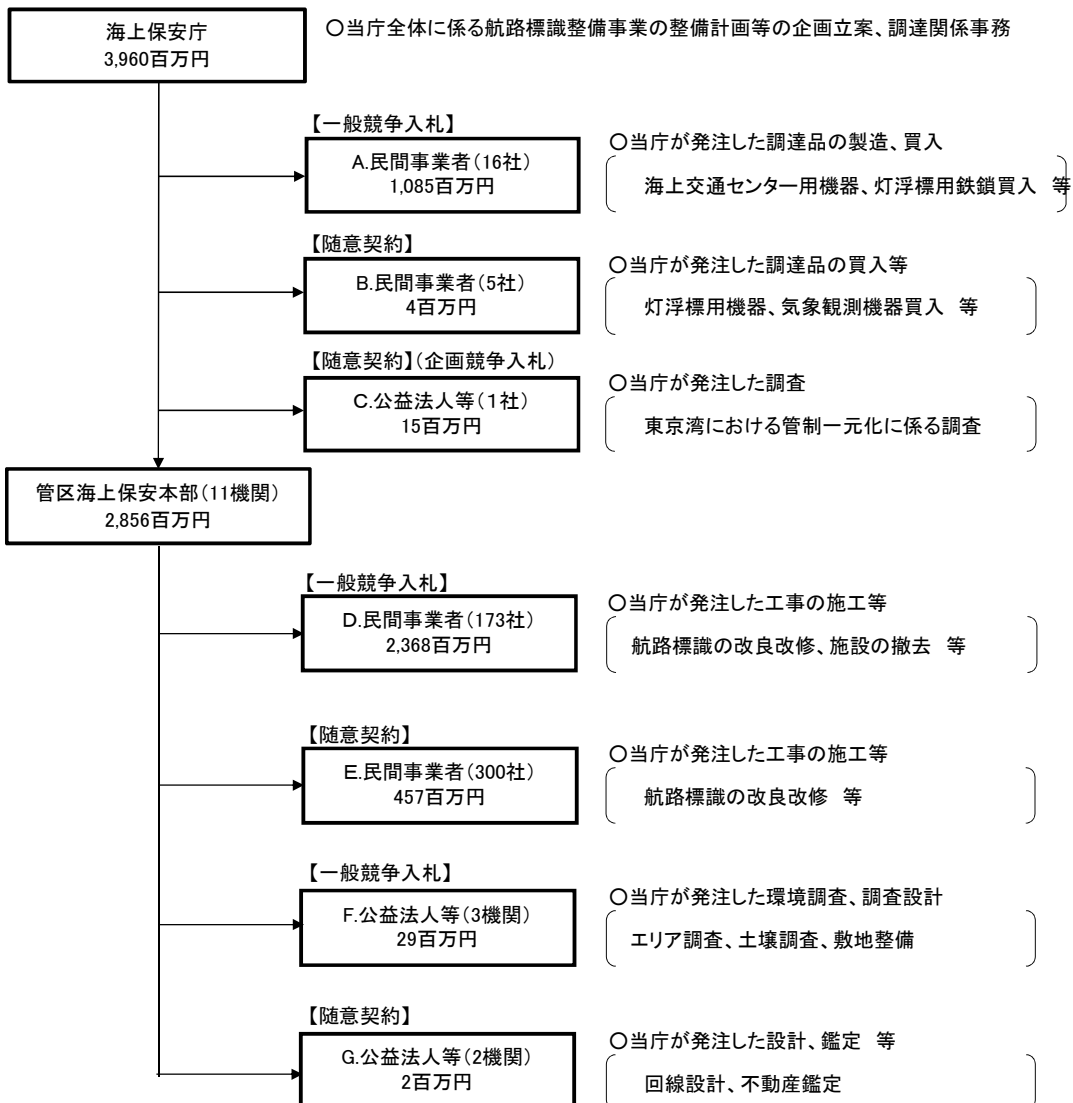 海上保安庁
3,960百万円
〇当庁全体に係る航路標識整備事業の整備計画等の企画立案、調達関係事務
【一般競争入札】
A.民間事業者（16社）
1,085百万円
〇当庁が発注した調達品の製造、買入
海上交通センター用機器、灯浮標用鉄鎖買入　等
【随意契約】
B.民間事業者（5社）
4百万円
〇当庁が発注した調達品の買入等
灯浮標用機器、気象観測機器買入　等
【随意契約】（企画競争入札）
C.公益法人等（１社）
15百万円
〇当庁が発注した調査
東京湾における管制一元化に係る調査
管区海上保安本部（11機関）
2,856百万円
【一般競争入札】
D.民間事業者（173社）
2,368百万円
〇当庁が発注した工事の施工等
航路標識の改良改修、施設の撤去　等
【随意契約】
E.民間事業者（300社）
457百万円
〇当庁が発注した工事の施工等
航路標識の改良改修　等
【一般競争入札】
F.公益法人等（3機関）
29百万円
〇当庁が発注した環境調査、調査設計
エリア調査、土壌調査、敷地整備
【随意契約】
G.公益法人等（2機関）
2百万円
〇当庁が発注した設計、鑑定　等
回線設計、不動産鑑定